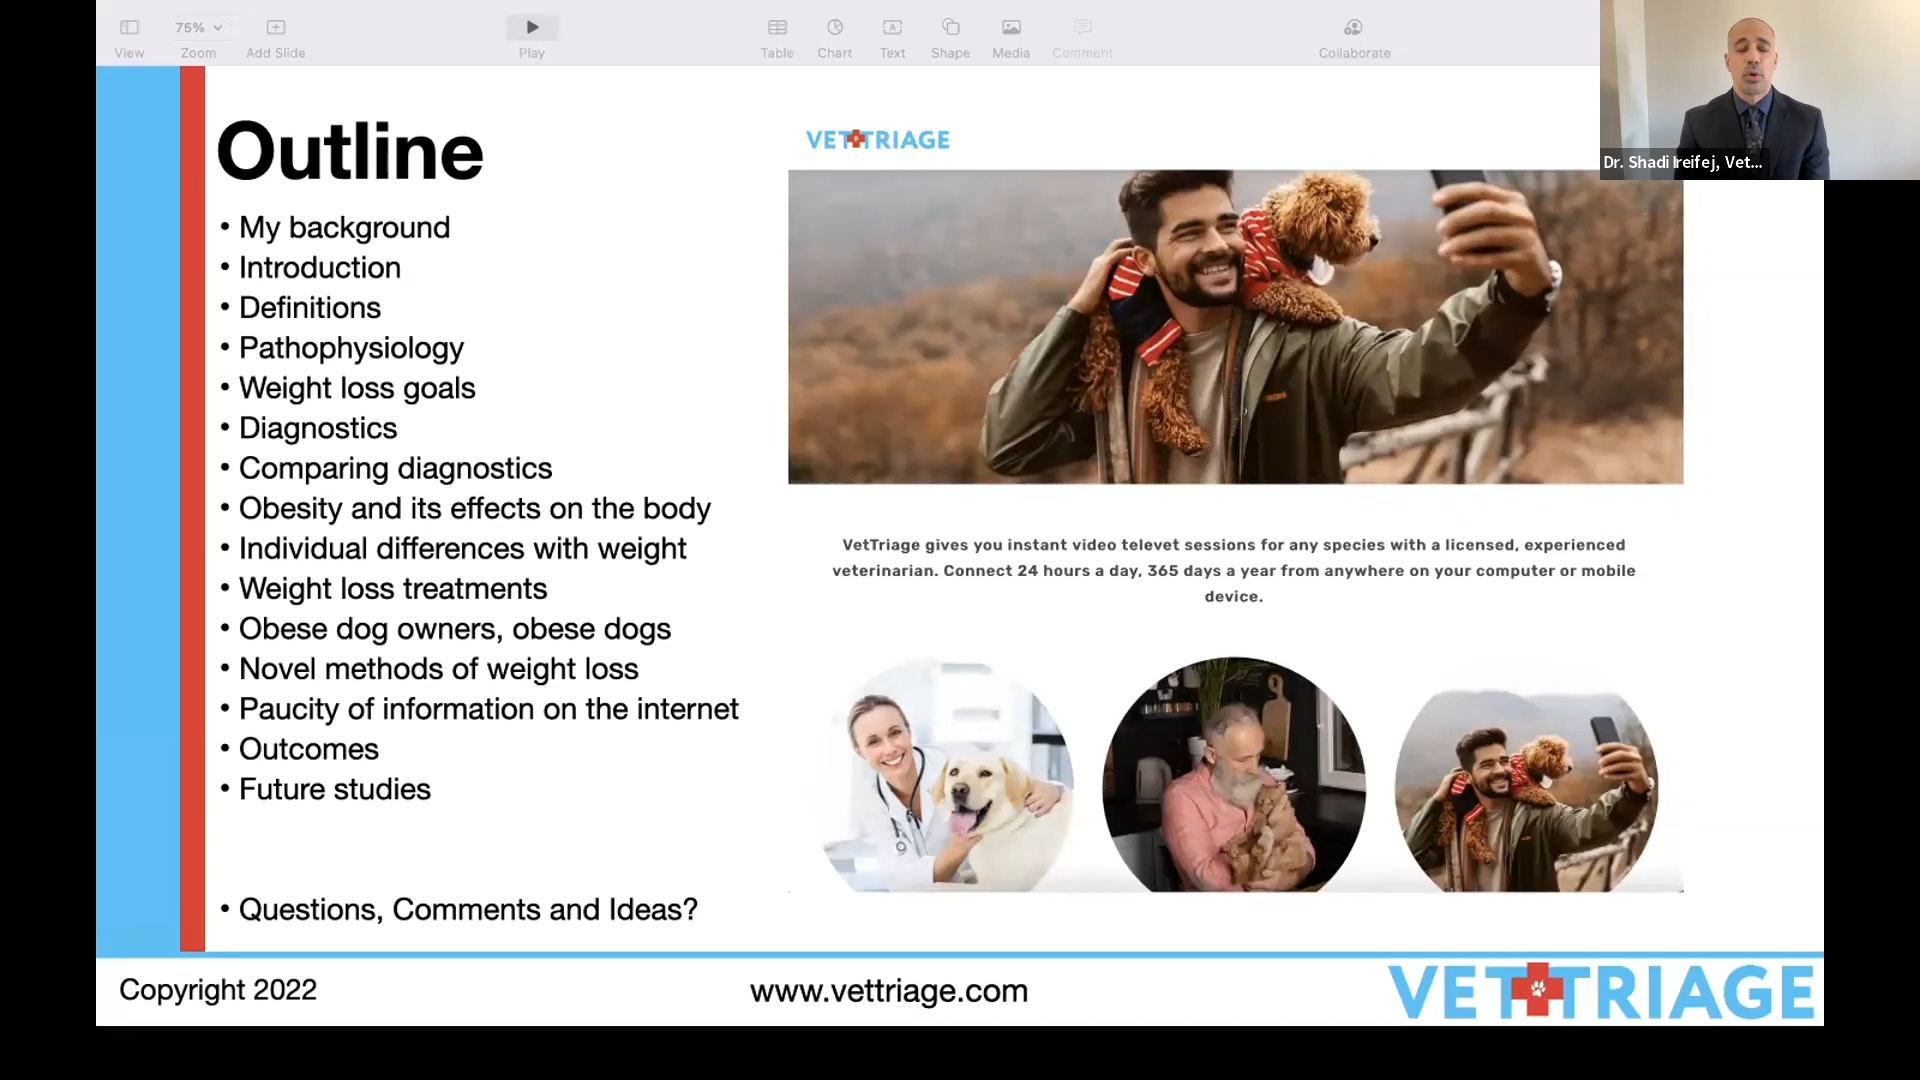 View
75%
Zoom
Add Slide
Play
Table
Chart
Text
Shape
Media
Comment
Collaborate
Dr. Shadi Ireifej, Vet...
Outline
• My background
• Introduction
• Definitions
• Pathophysiology
• Weight loss goals
• Diagnostics
• Comparing diagnostics
• Obesity and its effects on the body
• Individual differences with weight
• Weight loss treatments
• Obese dog owners, obese dogs
• Novel methods of weight loss
• Paucity of information on the internet
• Outcomes
• Future studies
• Questions, Comments and Ideas?
VETTRIAGE
VetTriage gives you instant video televet sessions for any species with a licensed, experienced
veterinarian. Connect 24 hours a day, 365 days a year from anywhere on your computer or mobile
device.
Copyright 2022
www.vettriage.com
VETTRIAGE